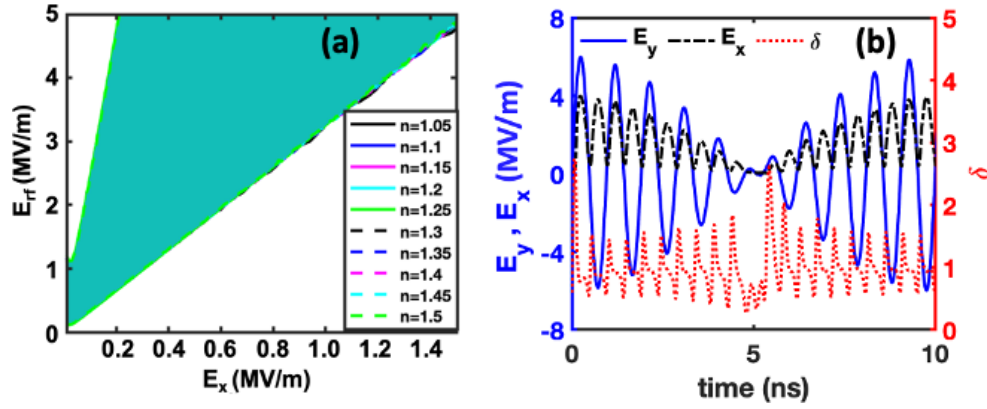 (a)
E_rf (MV/m)
5
4
3
2
1
0
n=1.05
n=1.1
n=1.15
n=1.2
n=1.25
n=1.3
n=1.35
n=1.4
n=1.45
n=1.5
0.2 0.4 0.6 0.8 1.0 1.2 1.4
E_x (MV/m)
(b)
E_y E_x δ
E_y , E_x (MV/m)
8
4
0
-4
-8
5
4
3
2
1
0
δ
0 5 10
time (ns)